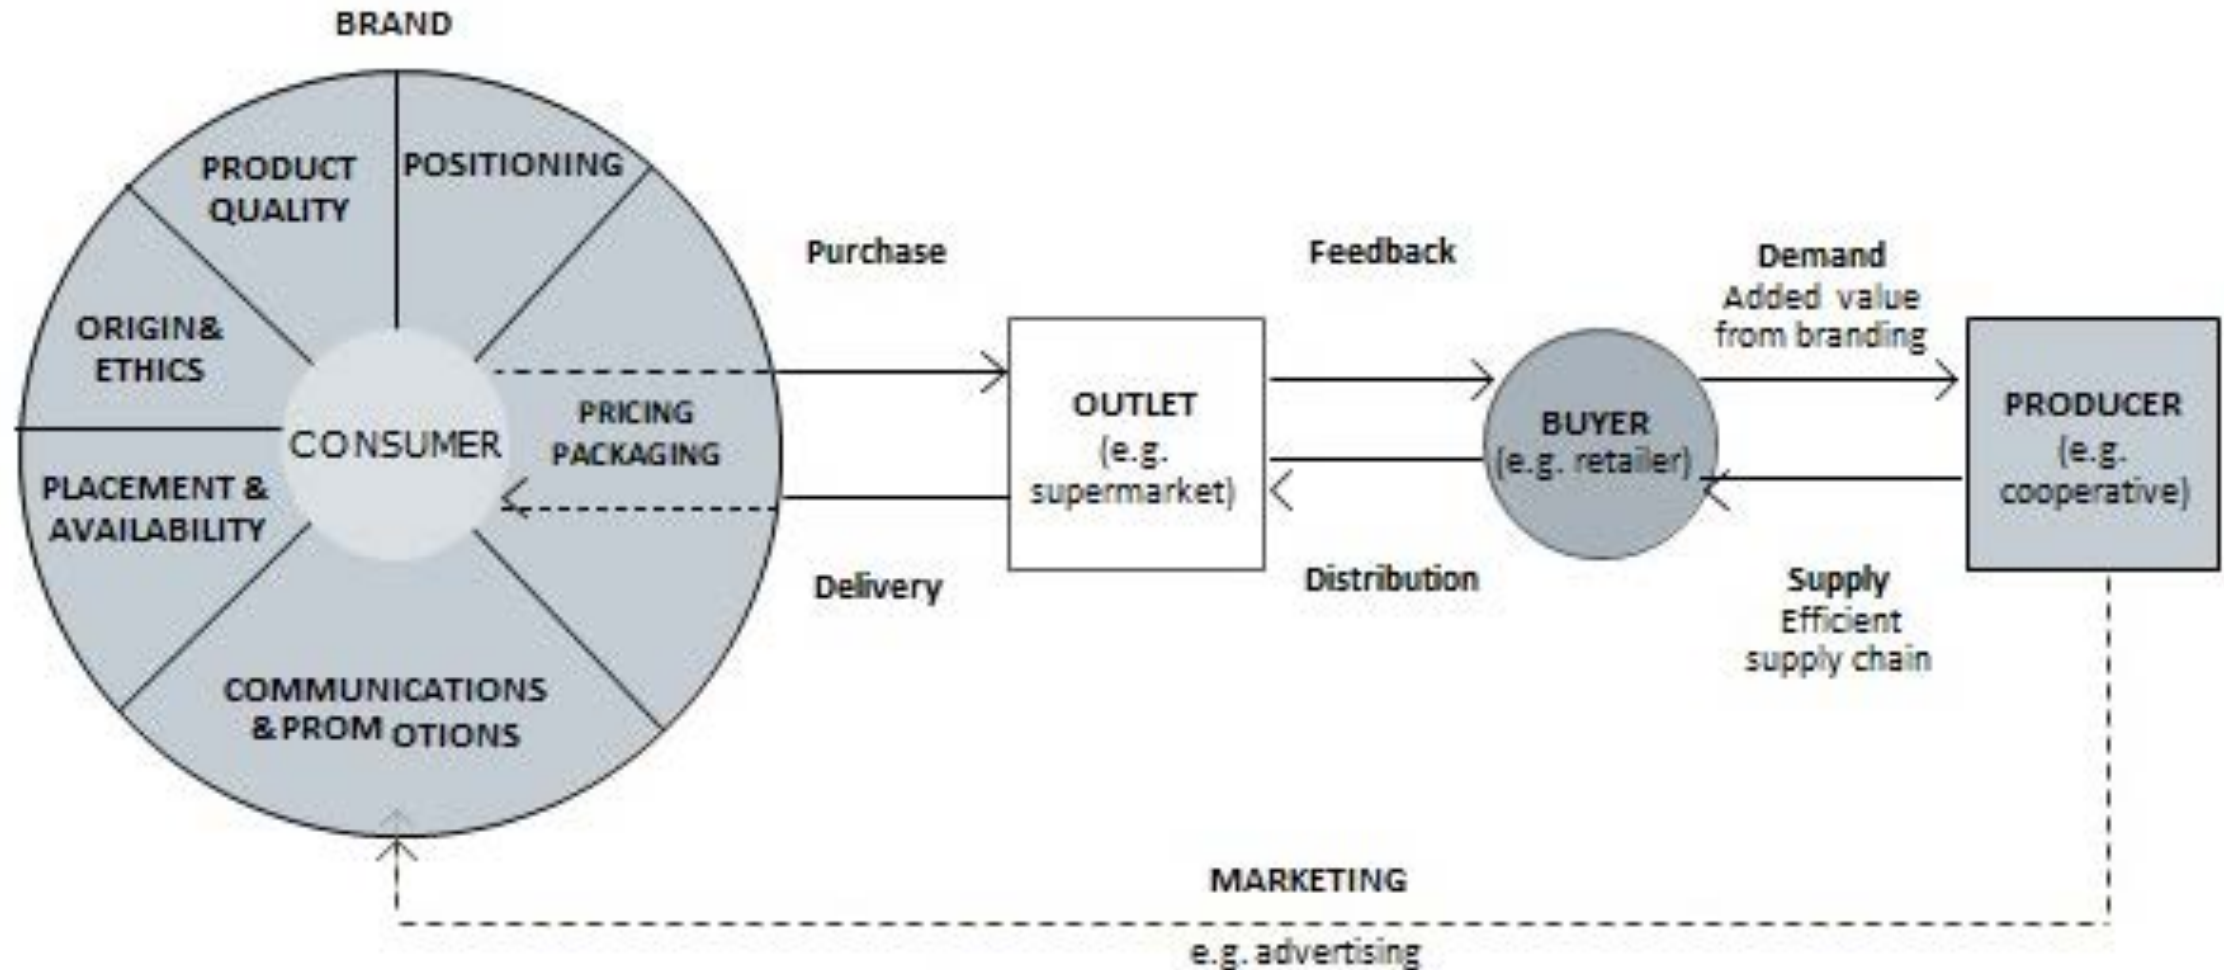 BRAND
PRODUCT
QUALITY
POSITIONING
ORIGIN&
ETHICS
CONSUMER
PRICING
PACKAGING
PLACEMENT &
AVAILABILITY
COMMUNICATIONS
&PROM OTIONS
Purchase
Delivery
OUTLET
(e.g.
supermarket)
Feedback
Distribution
BUYER
(e.g. retailer)
Demand
Added value
from branding
Supply
Efficient
supply chain
PRODUCER
(e.g.
cooperative)
MARKETING
e.g. advertising